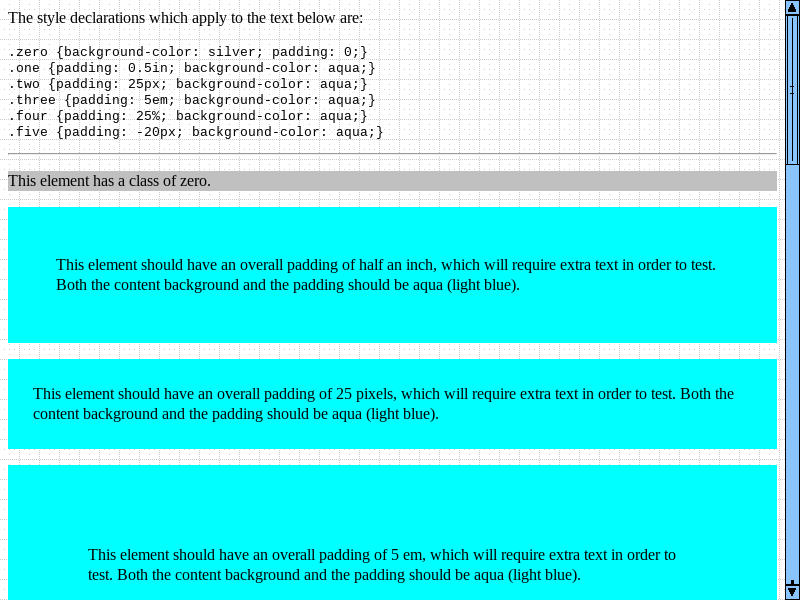 The style declarations which apply to the text below are:
.zero {background-color: silver; padding: 0;}
.one {padding: 0.5in; background-color: aqua;}
.two {padding: 25px; background-color: aqua;}
.three {padding: 5em; background-color: aqua;}
.four {padding: 25%; background-color: aqua;}
.five {padding: -20px; background-color: aqua;}
This element has a class of zero.
This element should have an overall padding of half an inch, which will require extra text in order to test.
Both the content background and the padding should be aqua (light blue).
This element should have an overall padding of 25 pixels, which will require extra text in order to test. Both the
content background and the padding should be aqua (light blue).
This element should have an overall padding of 5 em, which will require extra text in order to
test. Both the content background and the padding should be aqua (light blue).